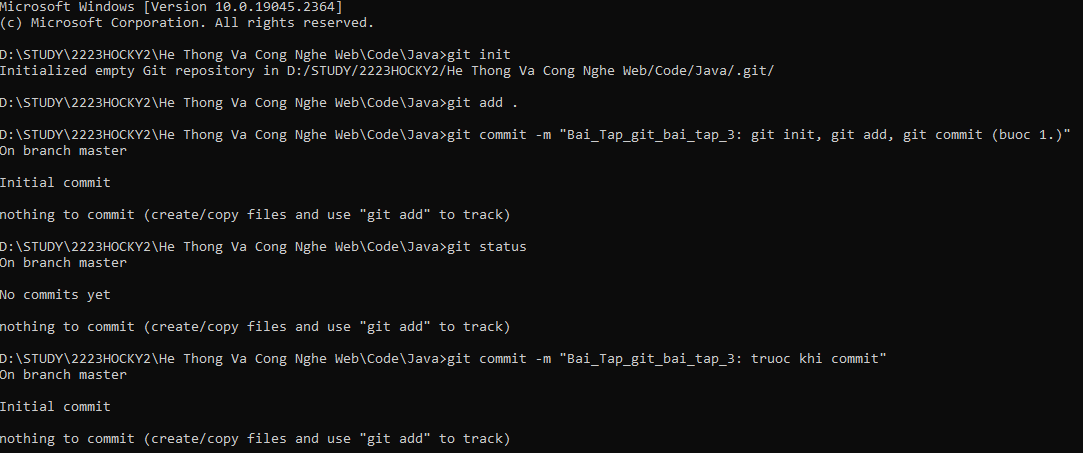 Microsoft Windows [Version 10.0.19045.2364]
(c) Microsoft Corporation. All rights reserved.
D:\STUDY\2223HOCKY2\He Thong Va Cong Nghe Web\Code\Java>git init
Initialized empty Git repository in D:/STUDY/2223HOCKY2/He Thong Va Cong Nghe Web/Code/Java/.git/
D:\STUDY\2223HOCKY2\He Thong Va Cong Nghe Web\Code\Java>git add .
D:\STUDY\2223HOCKY2\He Thong Va Cong Nghe Web\Code\Java>git commit -m "Bai_Tap_git_bai_tap_3: git init, git add, git commit (buoc 1.)"
On branch master
Initial commit
nothing to commit (create/copy files and use "git add" to track)
D:\STUDY\2223HOCKY2\He Thong Va Cong Nghe Web\Code\Java>git status
On branch master
No commits yet
nothing to commit (create/copy files and use "git add" to track)
D:\STUDY\2223HOCKY2\He Thong Va Cong Nghe Web\Code\Java>git commit -m "Bai_Tap_git_bai_tap_3: truoc khi commit"
On branch master
Initial commit
nothing to commit (create/copy files and use "git add" to track)